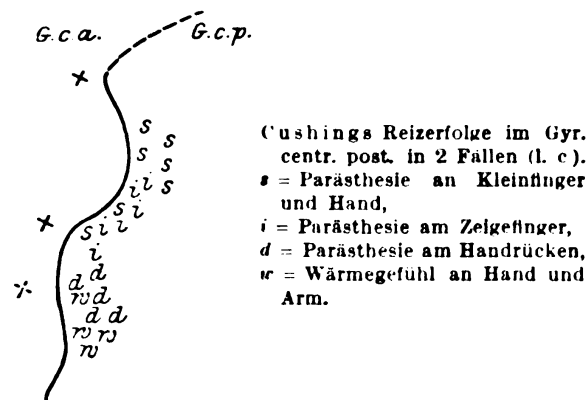 G.c.a.
G.c.p.
s
s
s
s
i i s
s i
s i i
i
d d
w d
d d
w w
w
Cushings Reizerfolge im Gyr.
centr. post. in 2 Fällen (l. c).
s = Parästhesie an Kleinfinger
und Hand,
i = Parästhesie am Zeigefinger,
d = Parästhesie am Handrücken,
w = Wärmegefühl an Hand und
Arm.